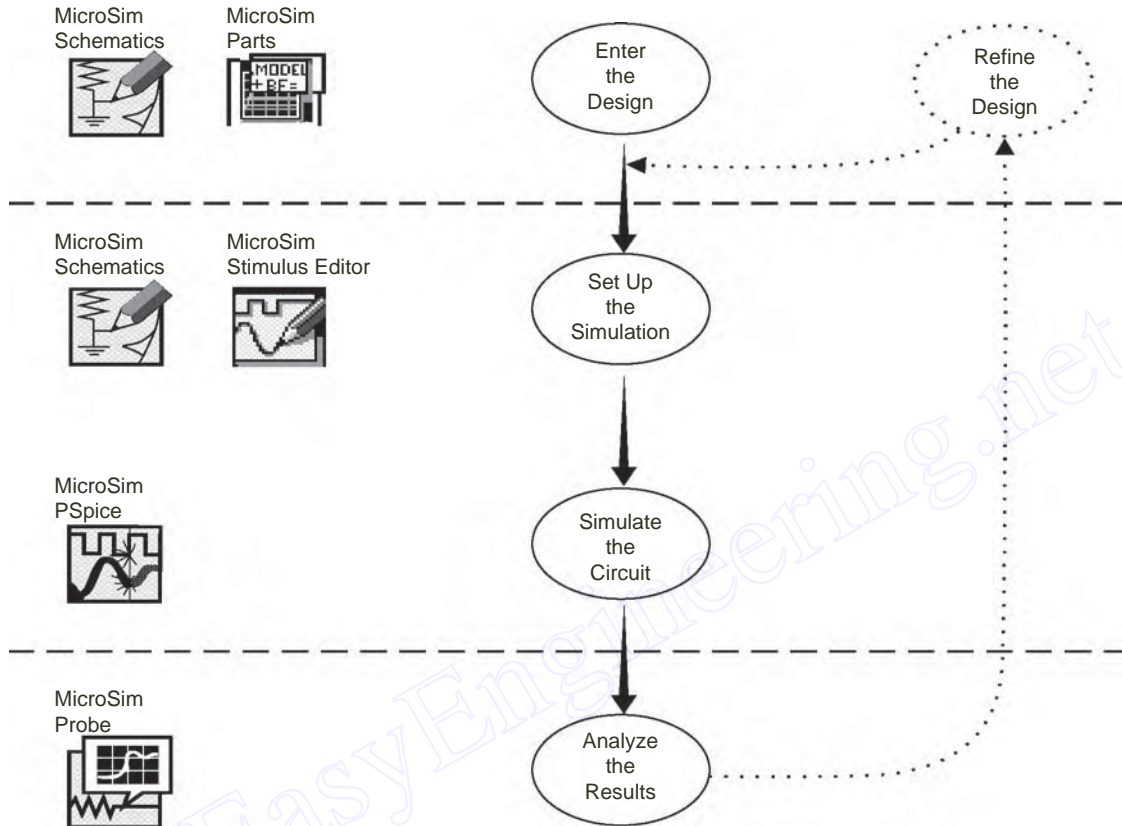 MicroSim
Schematics
MicroSim
Parts
MODEL
+BF=
Enter
the
Design
Refine
the
Design
MicroSim
Schematics
MicroSim
Stimulus Editor
Set Up
the
Simulation
MicroSim
PSpice
Simulate
the
Circuit
MicroSim
Probe
Analyze
the
Results
EasyEngineering.net